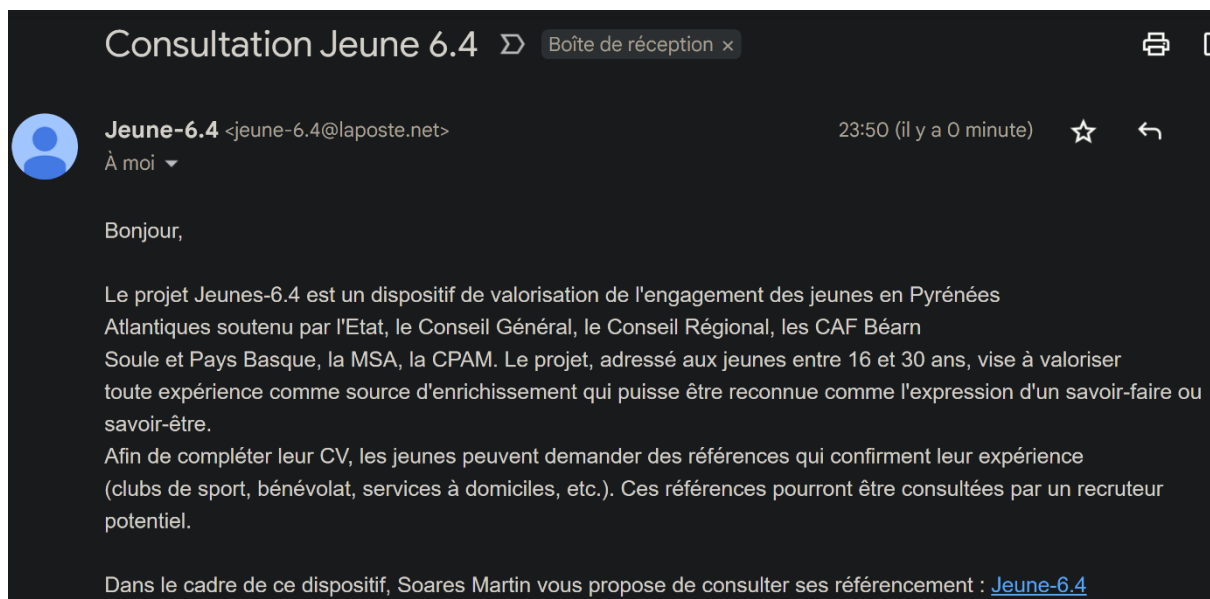 Consultation Jeune 6.4 Boîte de réception ×
Jeune-6.4 <jeune-6.4@laposte.net> 23:50 (il y a 0 minute)
À moi
Bonjour,
Le projet Jeunes-6.4 est un dispositif de valorisation de l'engagement des jeunes en Pyrénées
Atlantiques soutenu par l'Etat, le Conseil Général, le Conseil Régional, les CAF Béarn
Soule et Pays Basque, la MSA, la CPAM. Le projet, adressé aux jeunes entre 16 et 30 ans, vise à valoriser
toute expérience comme source d'enrichissement qui puisse être reconnue comme l'expression d'un savoir-faire ou
savoir-être.
Afin de compléter leur CV, les jeunes peuvent demander des références qui confirment leur expérience
(clubs de sport, bénévolat, services à domiciles, etc.). Ces références pourront être consultées par un recruteur
potentiel.
Dans le cadre de ce dispositif, Soares Martin vous propose de consulter ses référencement : Jeune-6.4